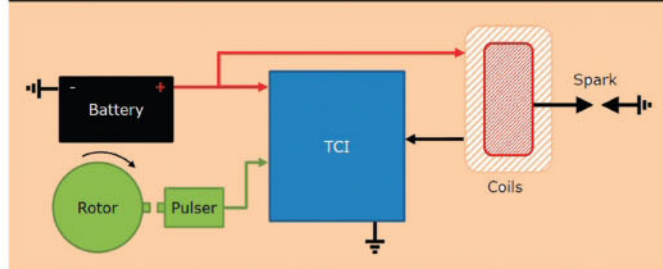 - +
Battery
TCI
Spark
Coils
Rotor
Pulser